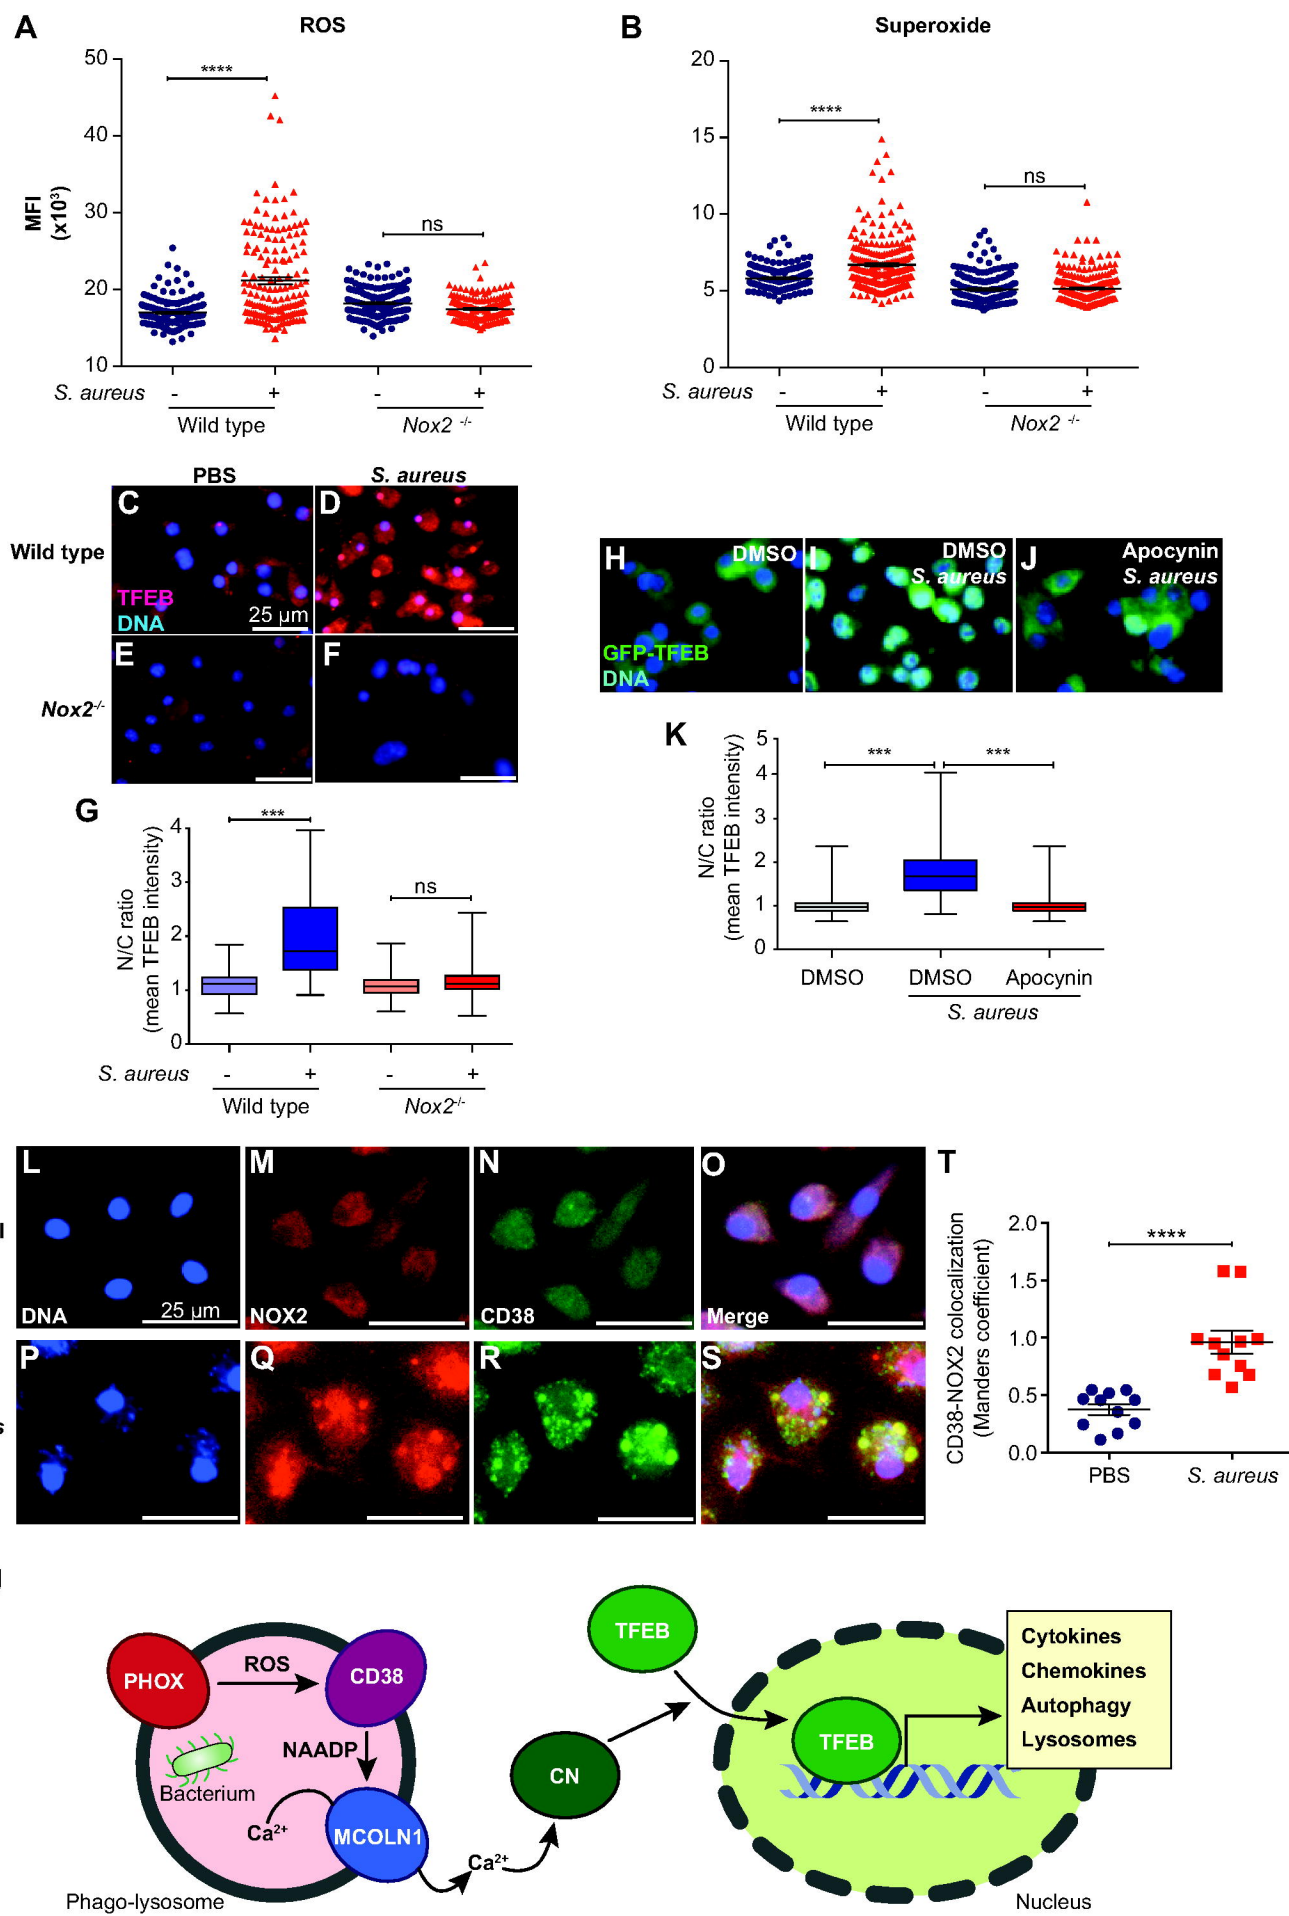 A
ROS
50
40
30
20
10
MFI
(x10³)
****
ns
S. aureus
-
+
-
+
Wild type
Nox2 -/-
B
Superoxide
20
15
10
5
0
****
ns
S. aureus
-
+
-
+
Wild type
Nox2 -/-
PBS
S. aureus
Wild type
Nox2-/-
C
TFEB
DNA
25 µm
D
E
F
G
N/C ratio
(mean TFEB intensity)
4
3
2
1
0
***
ns
S. aureus
-
+
-
+
Wild type
Nox2-/-
H
DMSO
GFP-TFEB
DNA
I
DMSO
S. aureus
J
Apocynin
S. aureus
K
N/C ratio
(mean TFEB intensity)
5
4
3
2
1
0
***
***
DMSO
DMSO
Apocynin
S. aureus
L
DNA
25 µm
M
NOX2
N
CD38
O
Merge
P
Q
R
S
T
CD38-NOX2 colocalization
(Manders coefficient)
2.0
1.5
1.0
0.5
0.0
****
PBS
S. aureus
PHOX
ROS
CD38
NAADP
Bacterium
Ca²⁺
MCOLN1
Ca²⁺
Phago-lysosome
CN
TFEB
TFEB
Cytokines
Chemokines
Autophagy
Lysosomes
Nucleus